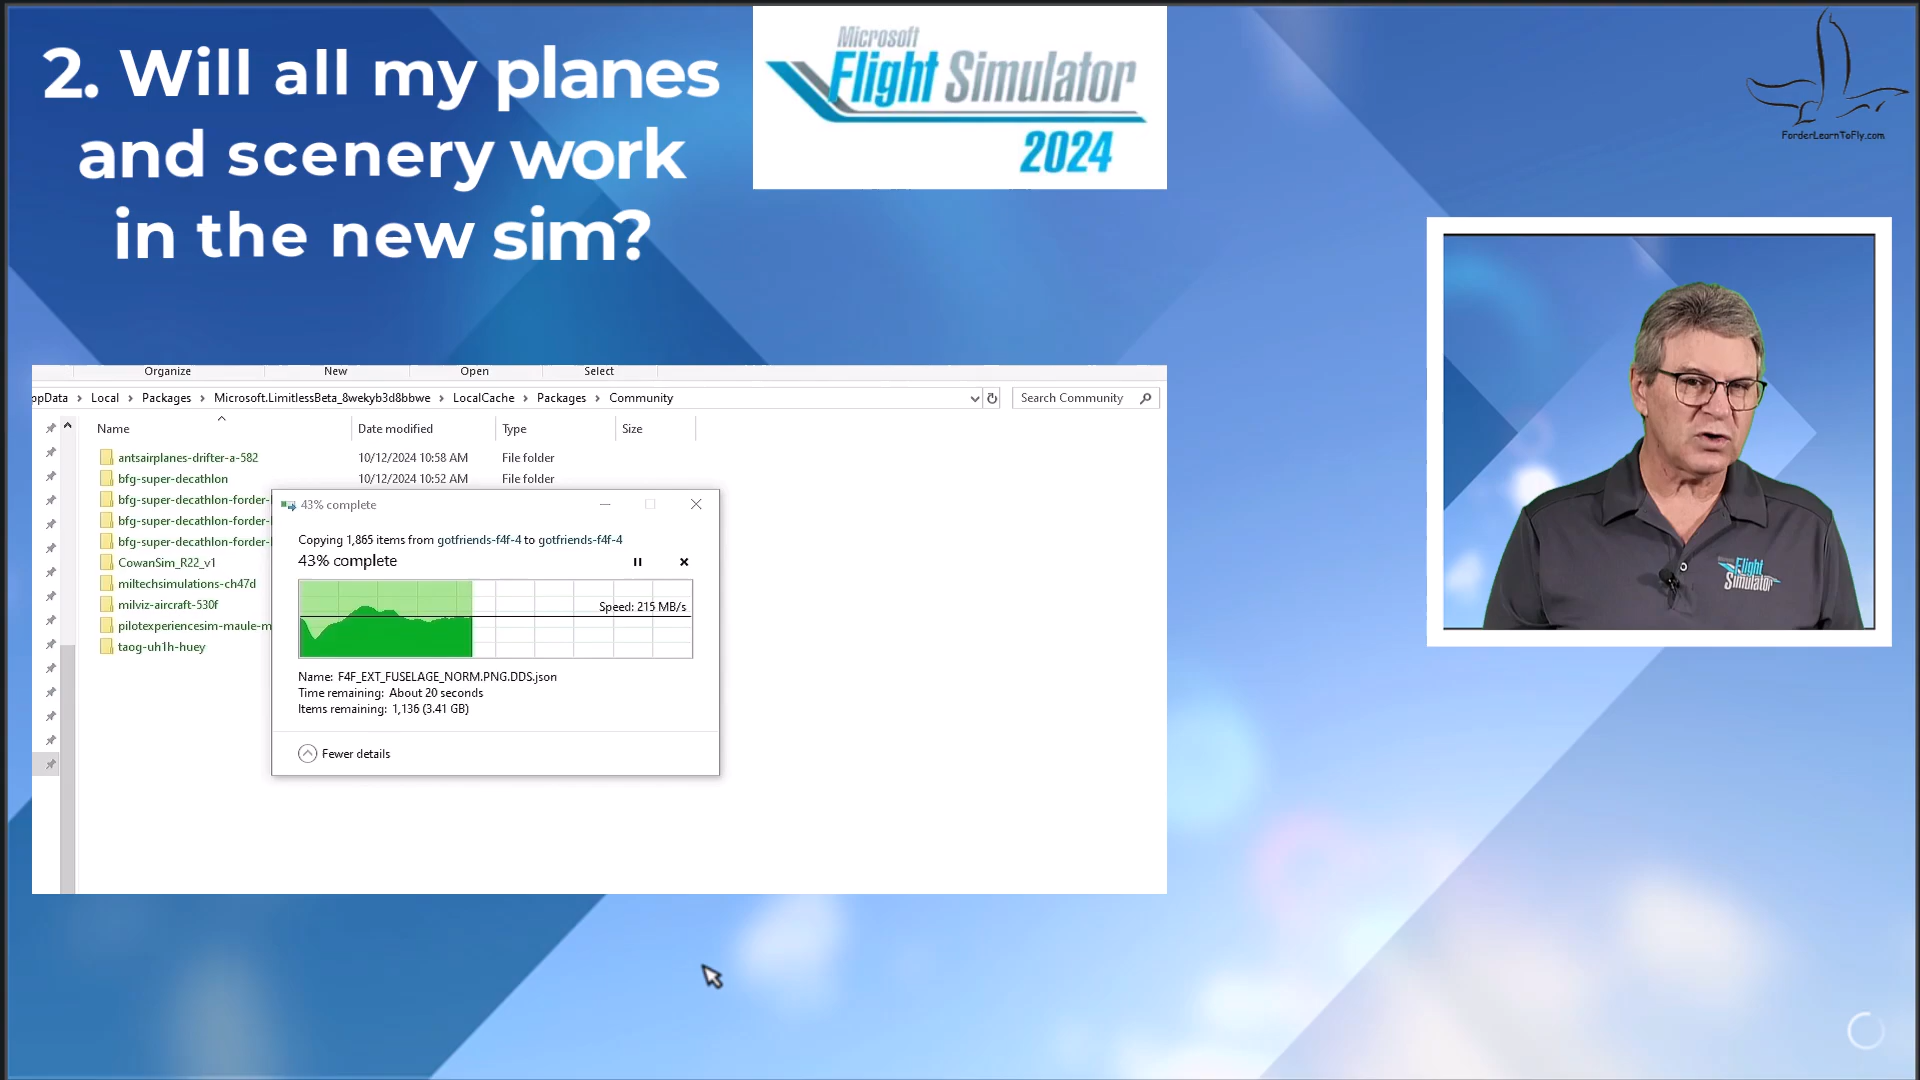 2. Will all my planes
and scenery work
in the new sim?
Microsoft
Flight Simulator
2024
ForderLearnToFly.com
Organize New Open Select
ppData › Local › Packages › Microsoft.LimitlessBeta_8wekyb3d8bbwe › LocalCache › Packages › Community
Search Community
Name Date modified Type Size
antsairplanes-drifter-a-582 10/12/2024 10:58 AM File folder
bfg-super-decathlon 10/12/2024 10:52 AM File folder
bfg-super-decathlon-forder-
bfg-super-decathlon-forder-
bfg-super-decathlon-forder-
CowanSim_R22_v1
miltechsimulations-ch47d
milviz-aircraft-530f
pilotexperiencesim-maule-m
taog-uh1h-huey
43% complete
Copying 1,865 items from gotfriends-f4f-4 to gotfriends-f4f-4
43% complete
Speed: 215 MB/s
Name: F4F_EXT_FUSELAGE_NORM.PNG.DDS.json
Time remaining: About 20 seconds
Items remaining: 1,136 (3.41 GB)
Fewer details
Flight
Simulator